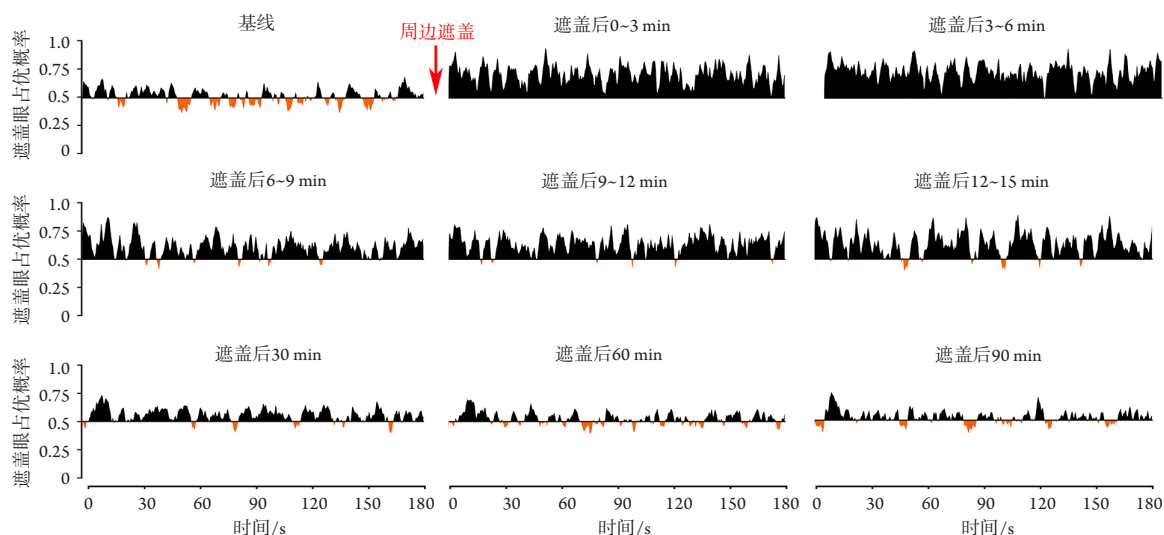 基线
周边遮盖
遮盖后0~3 min
遮盖后3~6 min
遮盖眼占优概率
1.0
0.75
0.5
0.25
0
遮盖后6~9 min
遮盖后9~12 min
遮盖后12~15 min
遮盖眼占优概率
1.0
0.75
0.5
0.25
0
遮盖后30 min
遮盖后60 min
遮盖后90 min
遮盖眼占优概率
1.0
0.75
0.5
0.25
0
0 30 60 90 120 150 180
0 30 60 90 120 150 180
0 30 60 90 120 150 180
时间/s
时间/s
时间/s